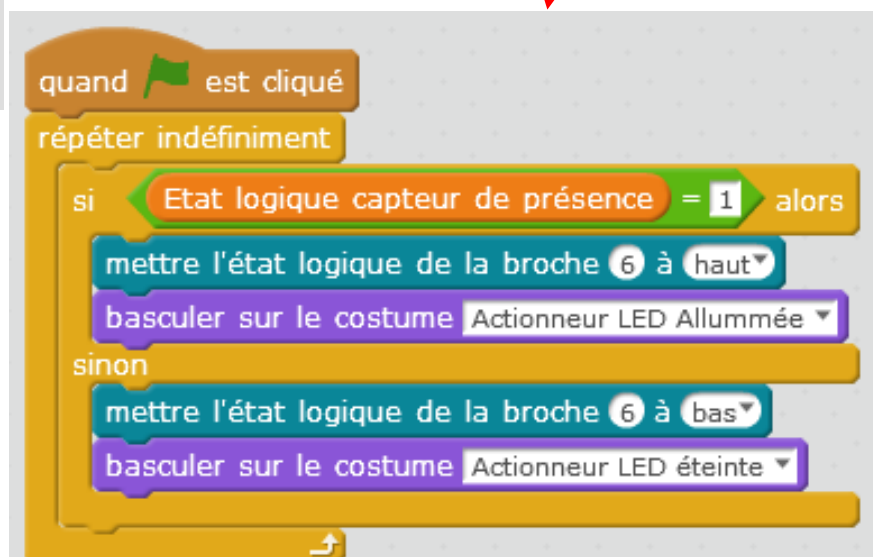 quand est cliqué
répéter indéfiniment
si Etat logique capteur de présence = 1 alors
mettre l'état logique de la broche 6 à haut
basculer sur le costume Actionneur LED Allummée
sinon
mettre l'état logique de la broche 6 à bas
basculer sur le costume Actionneur LED éteinte